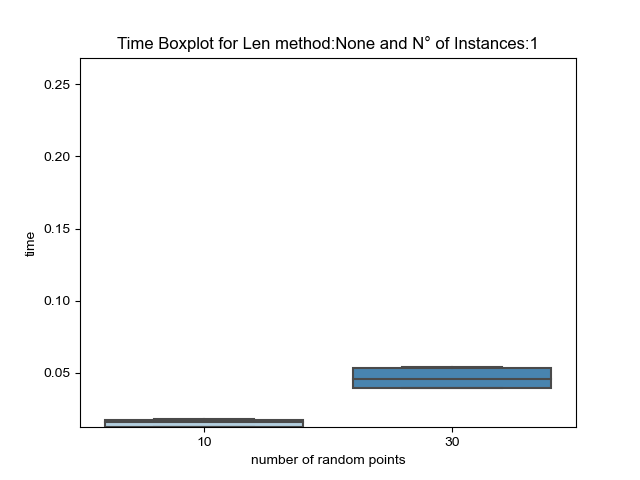 Time Boxplot for Len method:None and N° of Instances:1
0.25
0.20
0.15
0.10
0.05
time
10 30
number of random points